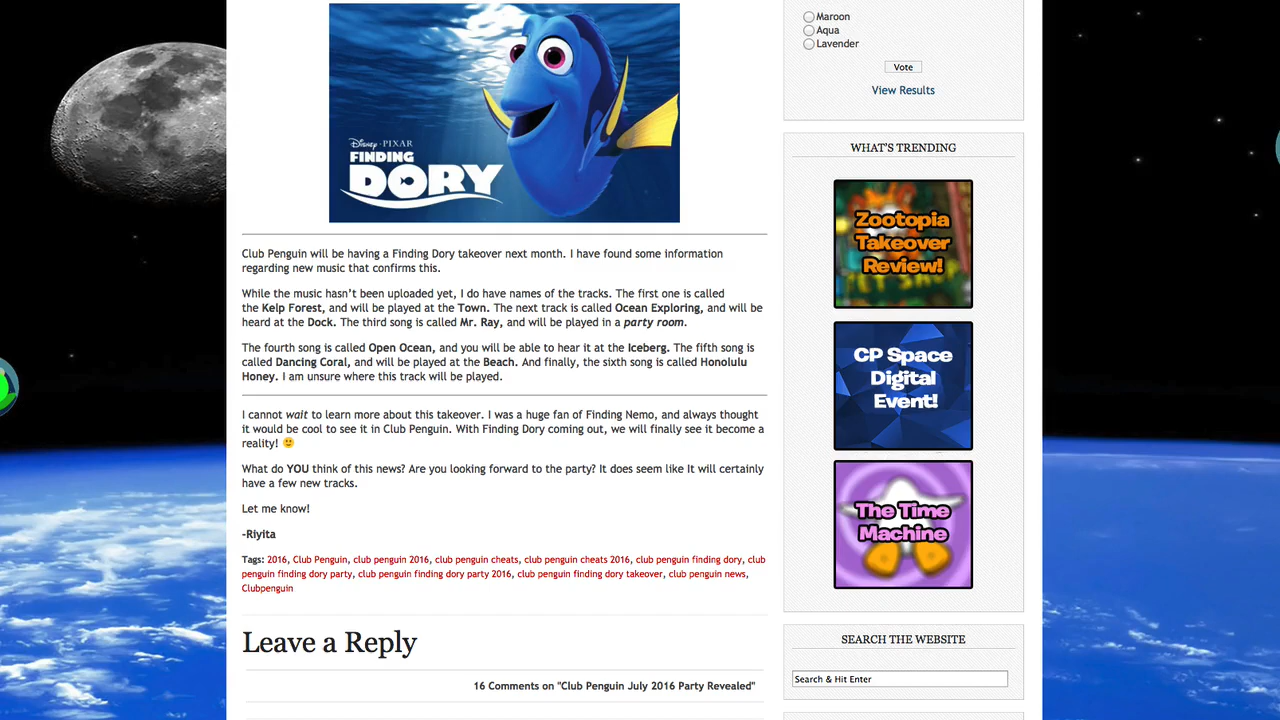 Disney · PIXAR
FINDING
DORY
Club Penguin will be having a Finding Dory takeover next month. I have found some information
regarding new music that confirms this.
While the music hasn't been uploaded yet, I do have names of the tracks. The first one is called
the Kelp Forest, and will be played at the Town. The next track is called Ocean Exploring, and will be
heard at the Dock. The third song is called Mr. Ray, and will be played in a party room.
The fourth song is called Open Ocean, and you will be able to hear it at the Iceberg. The fifth song is
called Dancing Coral, and will be played at the Beach. And finally, the sixth song is called Honolulu
Honey. I am unsure where this track will be played.
I cannot wait to learn more about this takeover. I was a huge fan of Finding Nemo, and always thought
it would be cool to see it in Club Penguin. With Finding Dory coming out, we will finally see it become a
reality! 🙂
What do YOU think of this news? Are you looking forward to the party? It does seem like It will certainly
have a few new tracks.
Let me know!
-Riyita
Tags: 2016, Club Penguin, club penguin 2016, club penguin cheats, club penguin cheats 2016, club penguin finding dory, club
penguin finding dory party, club penguin finding dory party 2016, club penguin finding dory takeover, club penguin news,
Clubpenguin
Leave a Reply
16 Comments on "Club Penguin July 2016 Party Revealed"
Maroon
Aqua
Lavender
Vote
View Results
WHAT'S TRENDING
Zootopia
Takeover
Review!
CP Space
Digital
Event!
The Time
Machine
SEARCH THE WEBSITE
Search & Hit Enter